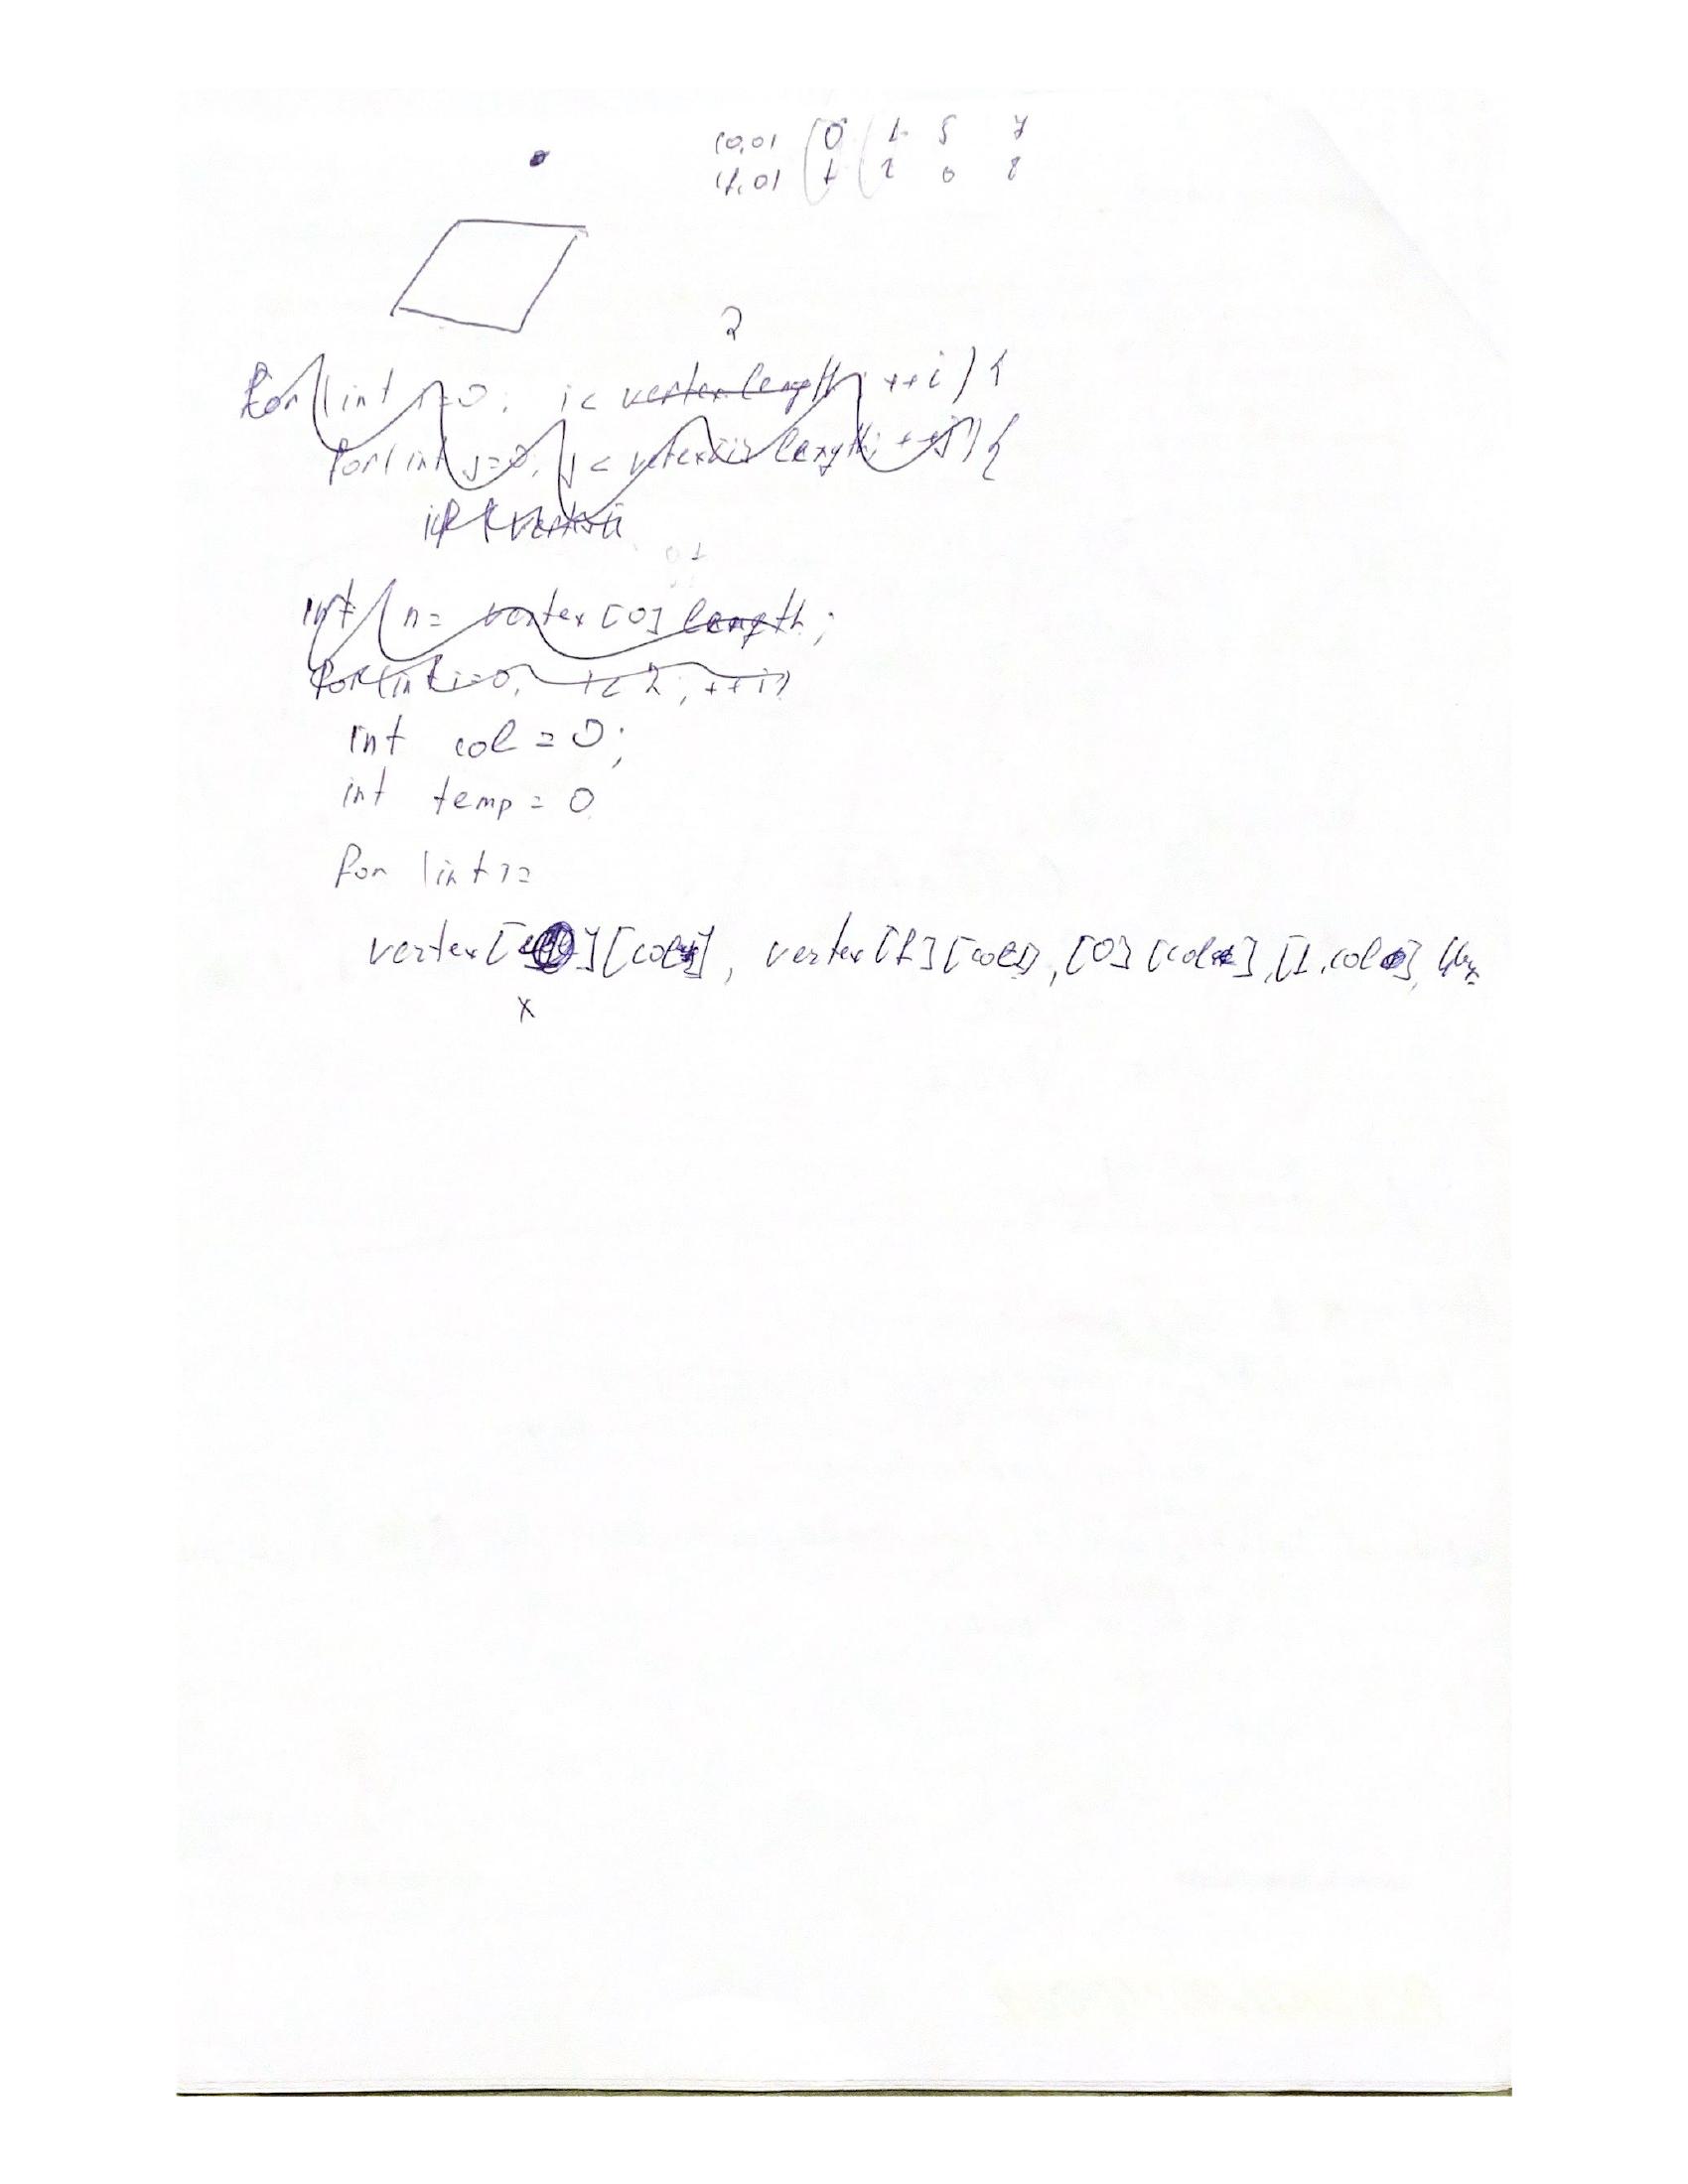 (0,0) 0 1 5 7
(1,0) 1 2 6 8
2
for (int i=0; i< vertex.length; ++i) {
for (int j=0; j< vertex[i].length; ++j) {
if (vertex
0 1
int n= vertex [0] length;
for (int i=0; i< 2; ++i)
int col = 0;
int temp = 0
for (int i=
vertex[ ][col], vertex[1][col], [0][col], [1, col],
x